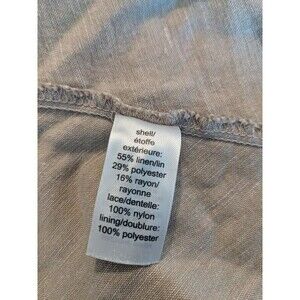 shell/
étoffe
extérieure:
55% linen/lin
29% polyester
16% rayon/
rayonne
lace/dentelle:
100% nylon
lining/doublure:
100% polyester